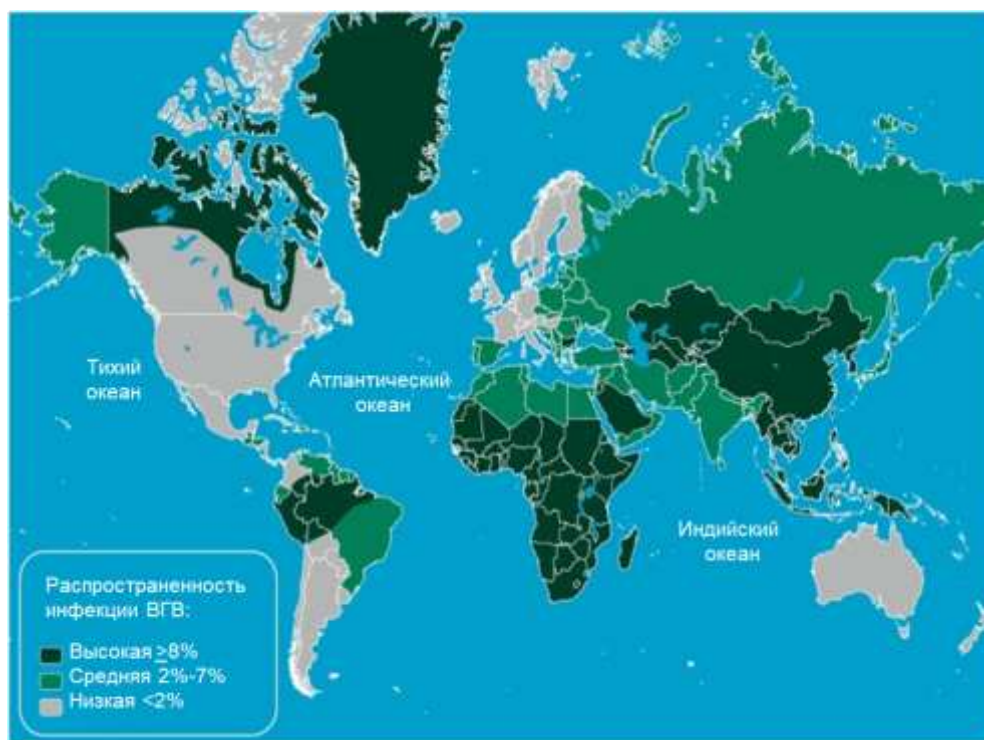 Тихий
океан
Атлантический
океан
Индийский
океан
Распространенность
инфекции ВГВ:
Высокая ≥8%
Средняя 2%-7%
Низкая <2%